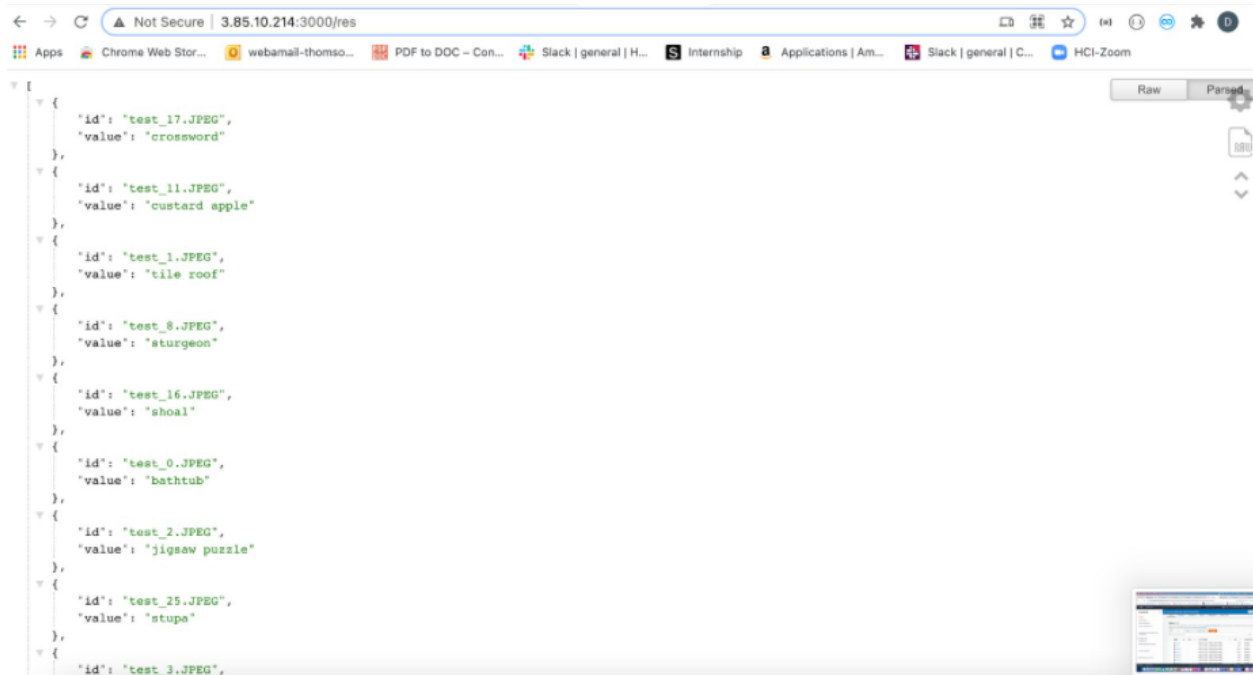 Not Secure | 3.85.10.214:3000/res
Apps Chrome Web Stor... webamail-thomso... PDF to DOC – Con... Slack | general | H... Internship Applications | Am... Slack | general | C... HCI-Zoom
Raw Parsed
[
{
"id": "test_17.JPEG",
"value": "crossword"
},
{
"id": "test_11.JPEG",
"value": "custard apple"
},
{
"id": "test_1.JPEG",
"value": "tile roof"
},
{
"id": "test_8.JPEG",
"value": "sturgeon"
},
{
"id": "test_16.JPEG",
"value": "shoal"
},
{
"id": "test_0.JPEG",
"value": "bathtub"
},
{
"id": "test_2.JPEG",
"value": "jigsaw puzzle"
},
{
"id": "test_25.JPEG",
"value": "stupa"
},
{
"id": "test_3.JPEG",